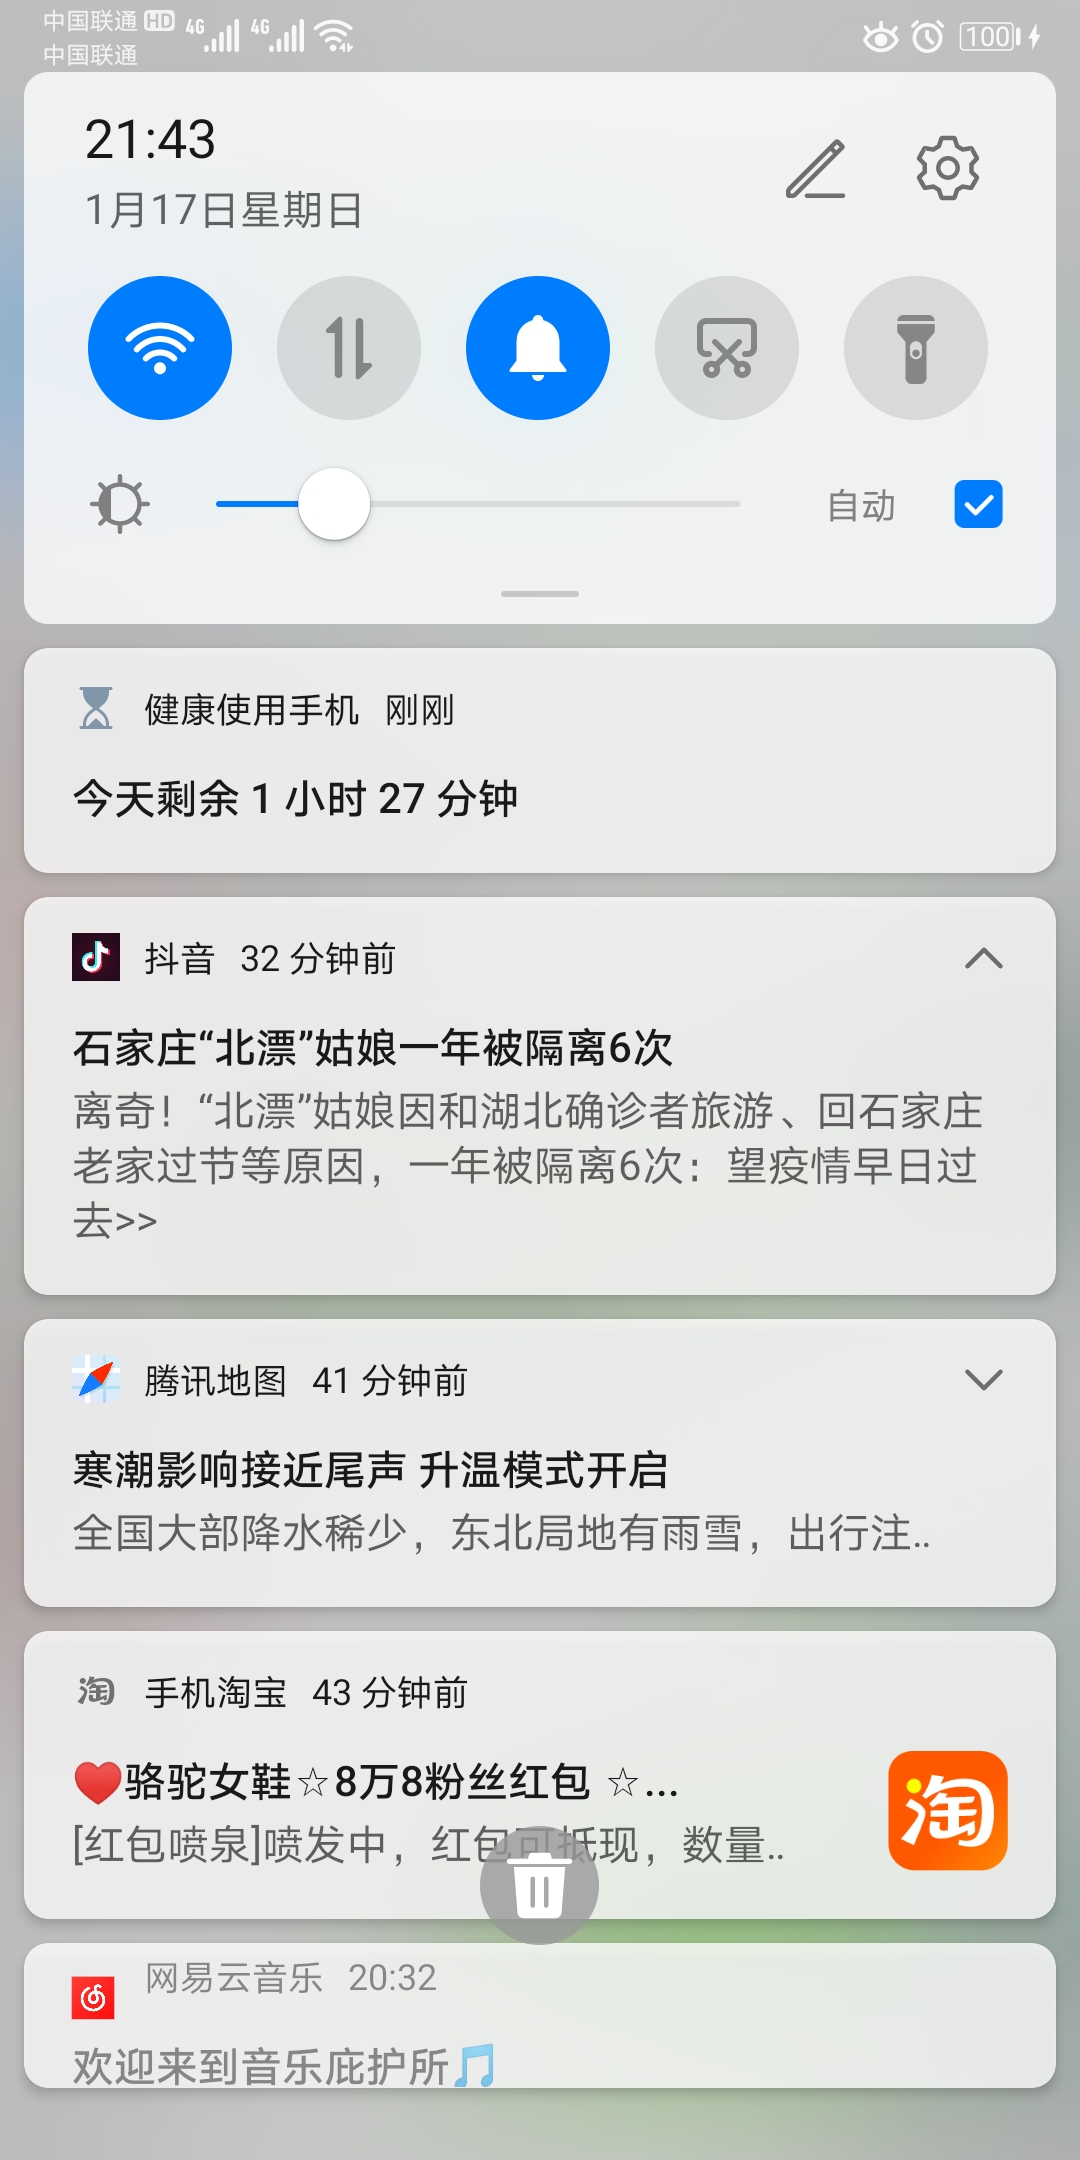 中国联通 HD 4G 4G 100
中国联通
21:43
1月17日星期日
自动
健康使用手机 刚刚
今天剩余 1 小时 27 分钟
抖音 32 分钟前
石家庄“北漂”姑娘一年被隔离6次
离奇！“北漂”姑娘因和湖北确诊者旅游、回石家庄
老家过节等原因，一年被隔离6次：望疫情早日过
去>>
腾讯地图 41 分钟前
寒潮影响接近尾声 升温模式开启
全国大部降水稀少，东北局地有雨雪，出行注..
淘 手机淘宝 43 分钟前
♥骆驼女鞋☆8万8粉丝红包 ☆...
[红包喷泉]喷发中，红包可抵现，数量..
淘
网易云音乐 20:32
欢迎来到音乐庇护所🎵